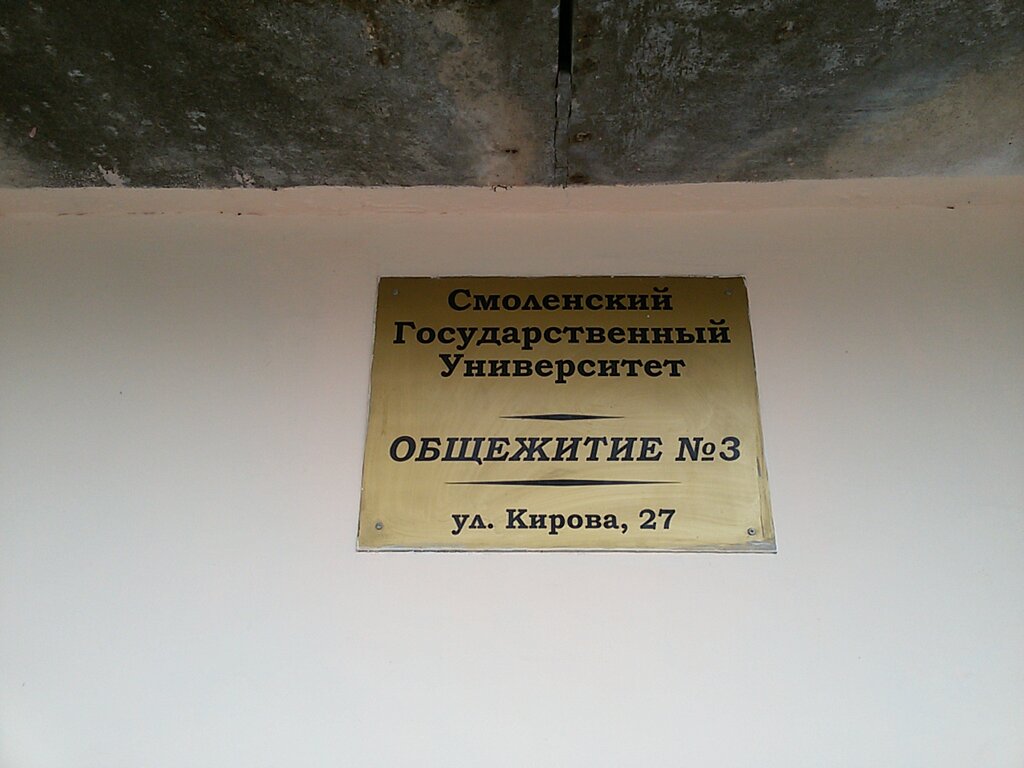 Смоленский
Государственный
Университет
ОБЩЕЖИТИЕ №3
ул. Кирова, 27